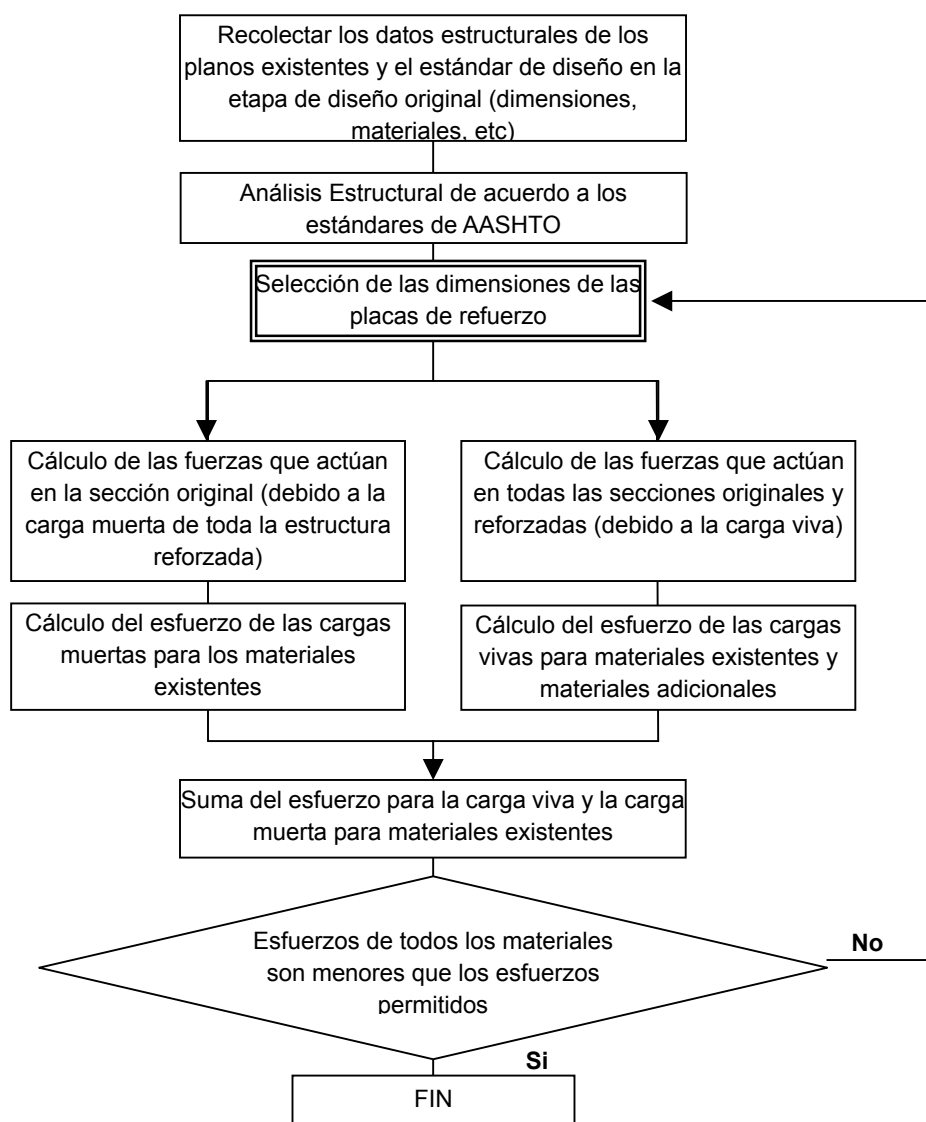 Recolectar los datos estructurales de los
planos existentes y el estándar de diseño en la
etapa de diseño original (dimensiones,
materiales, etc)
Análisis Estructural de acuerdo a los
estándares de AASHTO
Selección de las dimensiones de las
placas de refuerzo
Cálculo de las fuerzas que actúan
en la sección original (debido a la
carga muerta de toda la estructura
reforzada)
Cálculo de las fuerzas que actúan
en todas las secciones originales y
reforzadas (debido a la carga viva)
Cálculo del esfuerzo de las cargas
muertas para los materiales
existentes
Cálculo del esfuerzo de las cargas
vivas para materiales existentes y
materiales adicionales
Suma del esfuerzo para la carga viva y la carga
muerta para materiales existentes
Esfuerzos de todos los materiales
son menores que los esfuerzos
permitidos
No
Si
FIN